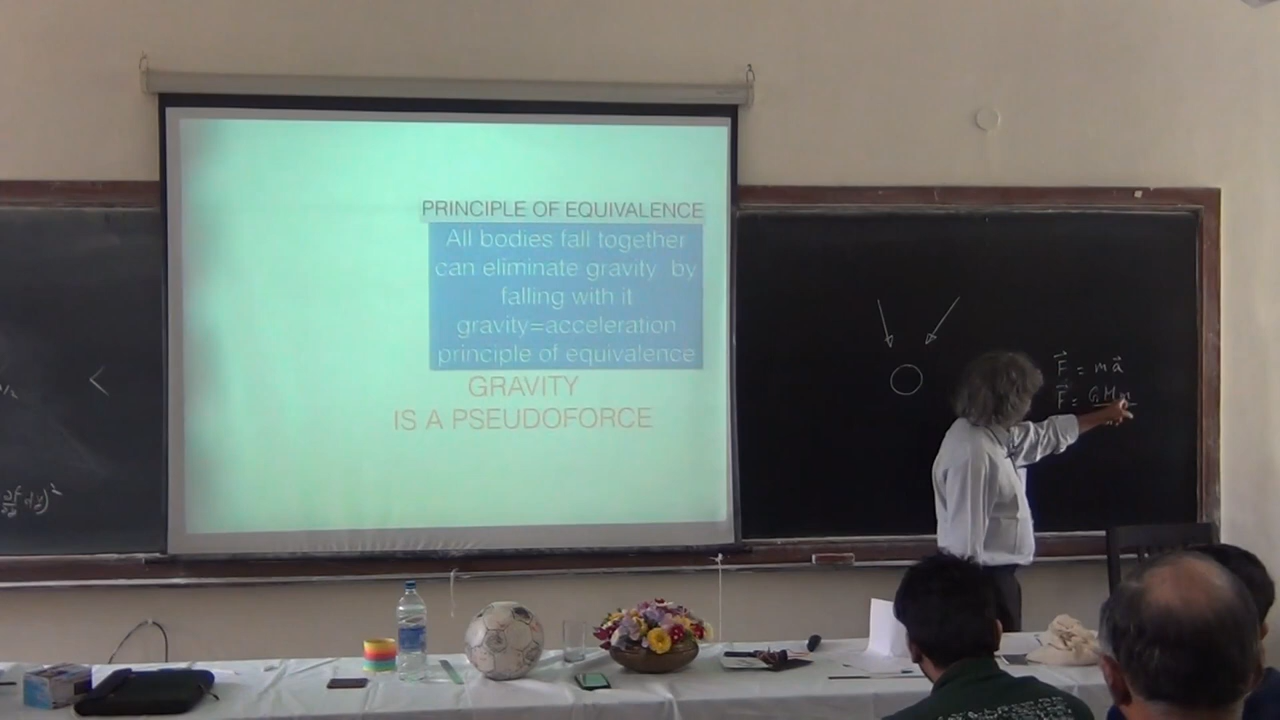 PRINCIPLE OF EQUIVALENCE
All bodies fall together
can eliminate gravity by
falling with it
gravity=acceleration
principle of equivalence
GRAVITY
IS A PSEUDOFORCE
<
F⃗ = ma⃗
F⃗ = GMm